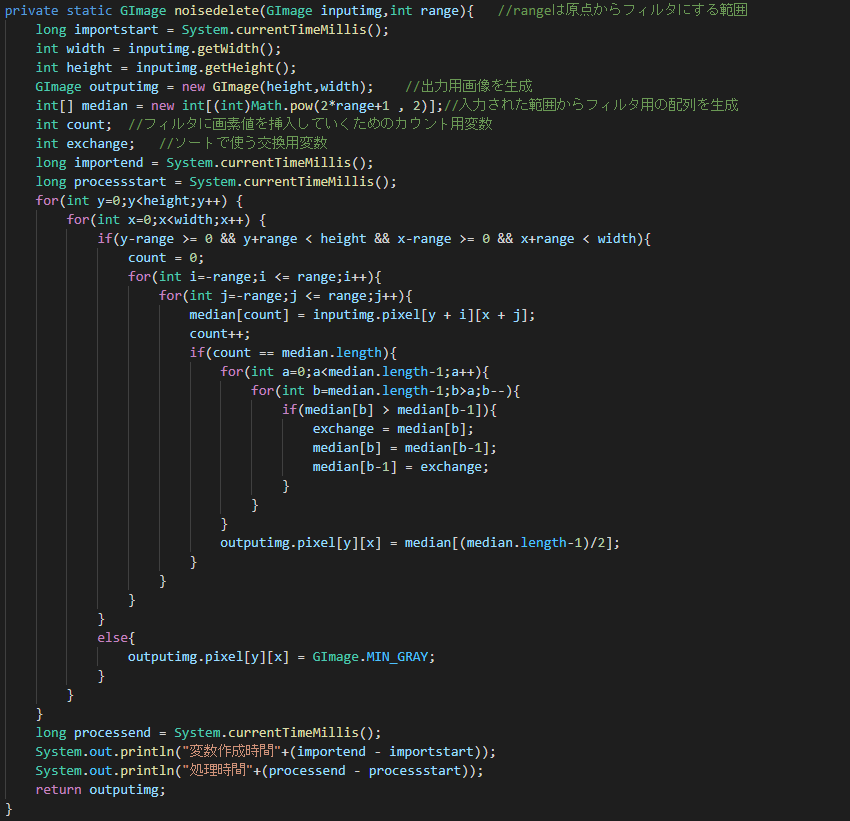 private static GImage noisedelete(GImage inputimg,int range){   //rangeは原点からフィルタにする範囲
    long importstart = System.currentTimeMillis();
    int width = inputimg.getWidth();
    int height = inputimg.getHeight();
    GImage outputimg = new GImage(height,width);    //出力用画像を生成
    int[] median = new int[(int)Math.pow(2*range+1 , 2)];//入力された範囲からフィルタ用の配列を生成
    int count;  //フィルタに画素値を挿入していくためのカウント用変数
    int exchange;   //ソートで使う交換用変数
    long importend = System.currentTimeMillis();
    long processstart = System.currentTimeMillis();
    for(int y=0;y<height;y++) {
        for(int x=0;x<width;x++) {
            if(y-range >= 0 && y+range < height && x-range >= 0 && x+range < width){
                count = 0;
                for(int i=-range;i <= range;i++){
                    for(int j=-range;j <= range;j++){
                        median[count] = inputimg.pixel[y + i][x + j];
                        count++;
                        if(count == median.length){
                            for(int a=0;a<median.length-1;a++){
                                for(int b=median.length-1;b>a;b--){
                                    if(median[b] > median[b-1]){
                                        exchange = median[b];
                                        median[b] = median[b-1];
                                        median[b-1] = exchange;
                                    }
                                }
                            }
                            outputimg.pixel[y][x] = median[(median.length-1)/2];
                        }
                    }
                }
            }
            else{
                outputimg.pixel[y][x] = GImage.MIN_GRAY;
            }
        }
    }
    long processend = System.currentTimeMillis();
    System.out.println("変数作成時間"+(importend - importstart));
    System.out.println("処理時間"+(processend - processstart));
    return outputimg;
}